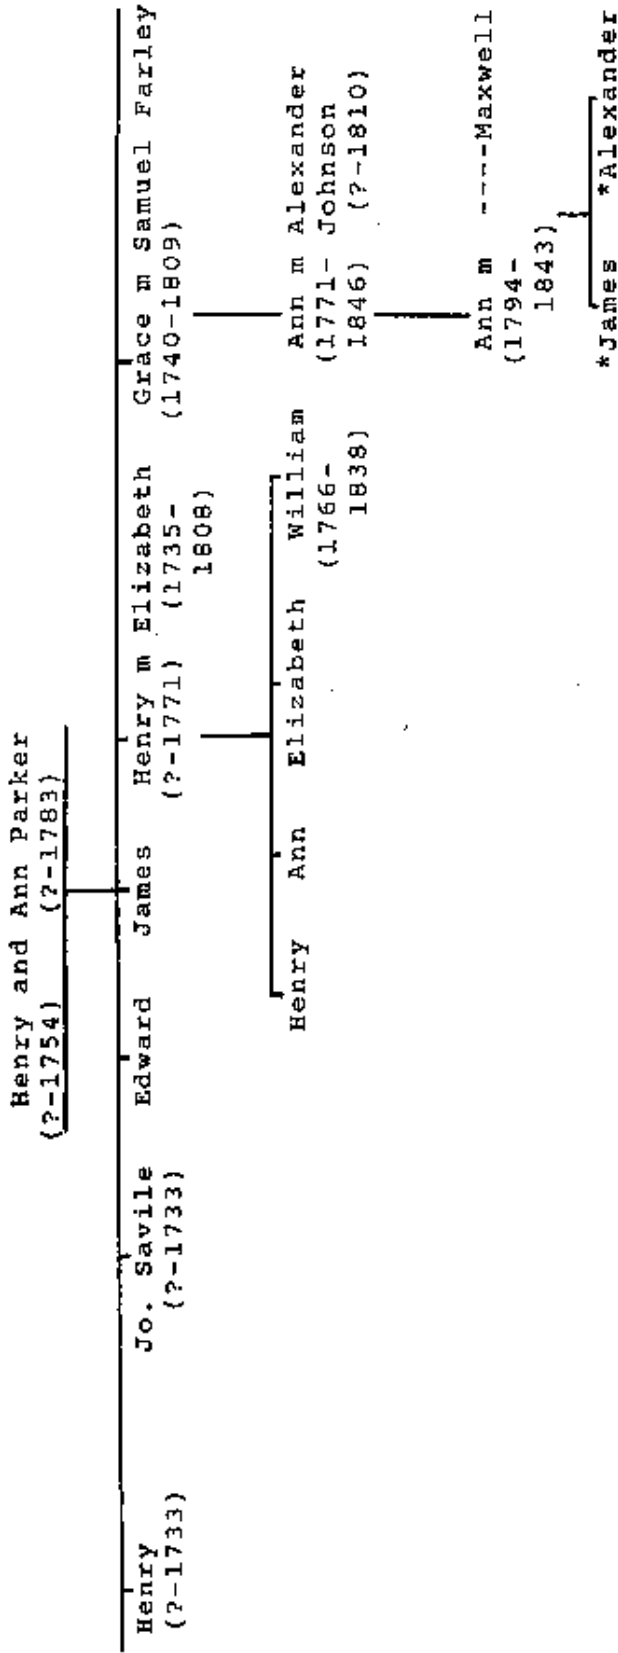 Henry and Ann Parker
(?-1754) (?-1783)
Henry
(?-1733)
Jo. Savile
(?-1733)
Edward
James
Henry m Elizabeth
(?-1771) (1735-
1808)
Grace m Samuel Farley
(1740-1809)
Henry Ann Elizabeth William
(1766-
1838)
Ann m Alexander
(1771- Johnson
1846) (?-1810)
Ann m ----Maxwell
(1794-
1843)
*James *Alexander